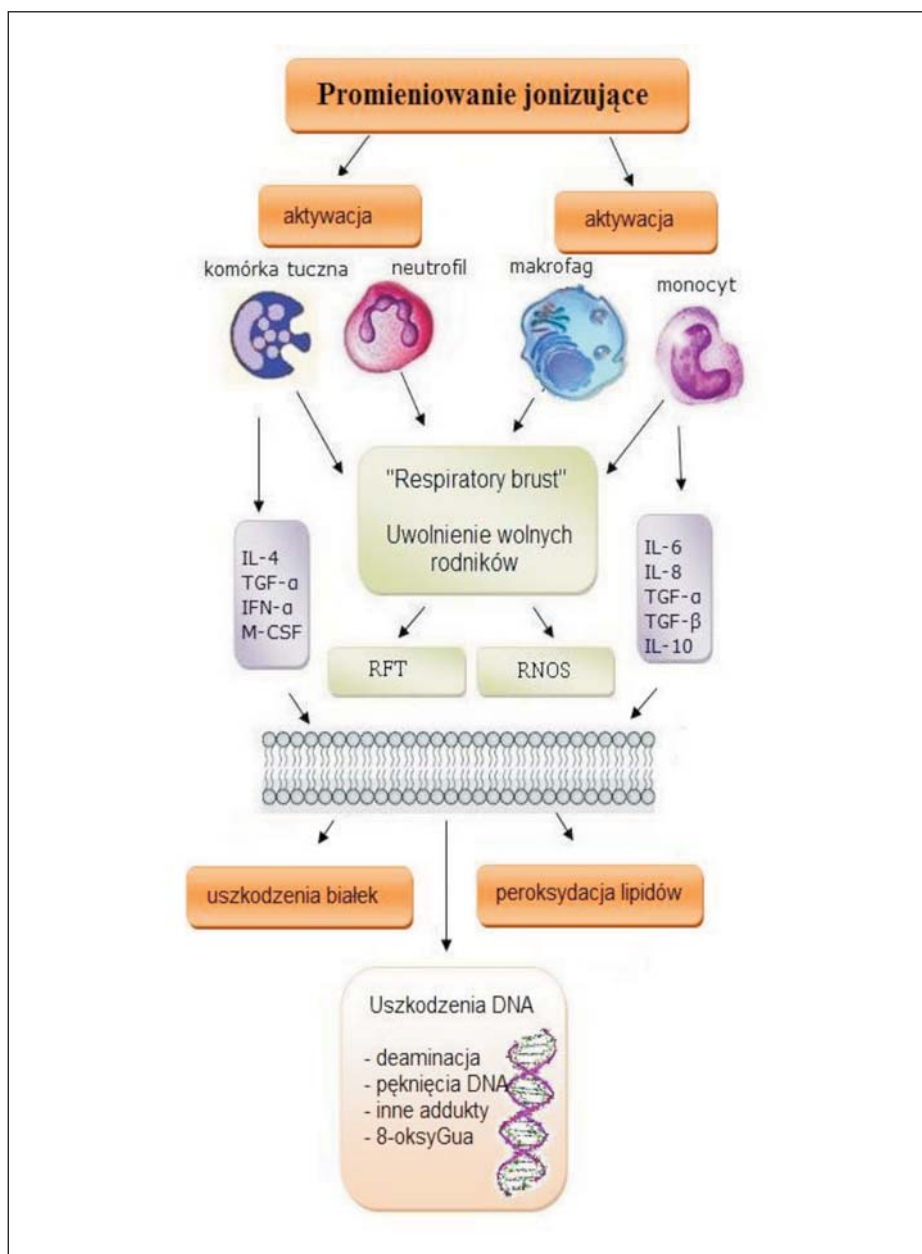 Promieniowanie jonizujące
aktywacja
aktywacja
komórka tuczna
neutrofil
makrofag
monocyt
"Respiratory brust"
Uwolnienie wolnych
rodników
IL-4
TGF-α
IFN-α
M-CSF
IL-6
IL-8
TGF-α
TGF-β
IL-10
RFT
RNOS
uszkodzenia białek
peroksydacja lipidów
Uszkodzenia DNA
- deaminacja
- pęknięcia DNA
- inne addukty
- 8-oksyGua